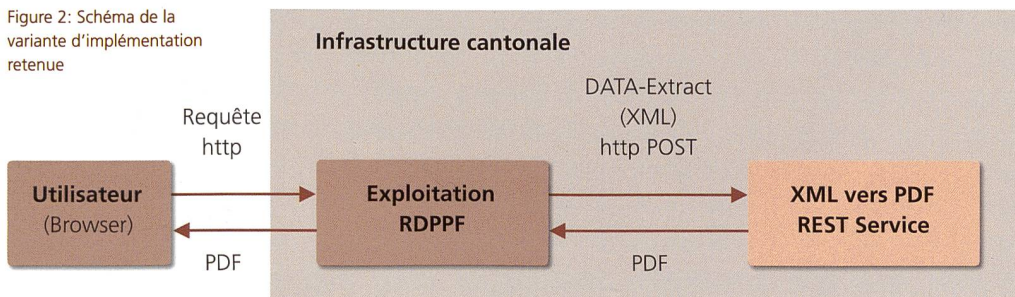 Figure 2: Schéma de la
variante d'implémentation
retenue
Infrastructure cantonale
Requête
http
DATA-Extract
(XML)
http POST
Utilisateur
(Browser)
Exploitation
RDPPF
XML vers PDF
REST Service
PDF
PDF